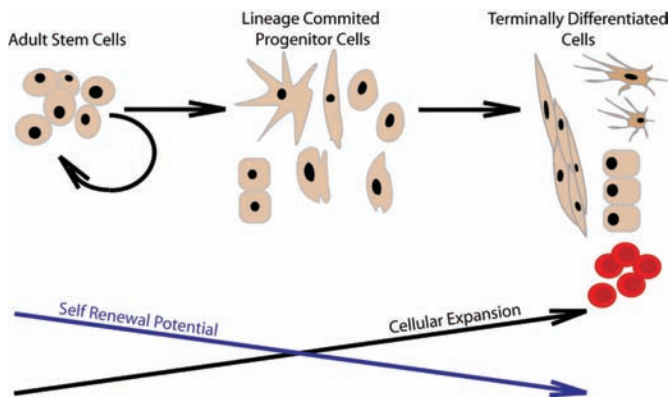 Adult Stem Cells
Lineage Commited
Progenitor Cells
Terminally Differentiated
Cells
Self Renewal Potential
Cellular Expansion